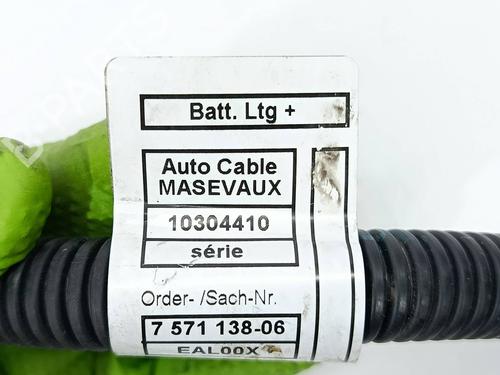 Batt. Ltg +
Auto Cable
MASEVAUX
10304410
série
Order- /Sach-Nr.
7 571 138-06
EAL00X